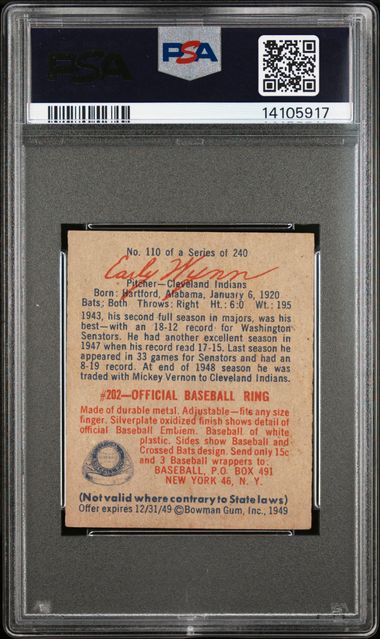 PSA
PSA
14105917
No. 110 of a Series of 240
Early Wynn
Pitcher—Cleveland Indians
Born: Hartford, Alabama, January 6, 1920
Bats: Both Throws: Right Ht.: 6:0 Wt.: 195
1943, his second full season in majors, was his
best—with an 18-12 record for Washington
Senators. He had another excellent season in
1947 when his record read 17-15. Last season he
appeared in 33 games for Senators and had an
8-19 record. At end of 1948 season he was
traded with Mickey Vernon to Cleveland Indians.
#202—OFFICIAL BASEBALL RING
Made of durable metal. Adjustable—fits any size
finger. Silverplate oxidized finish shows detail of
official Baseball Emblem. Baseball of white
plastic. Sides show Baseball and
Crossed Bats design. Send only 15c
and 3 Baseball wrappers to:
BASEBALL, P.O. BOX 491
NEW YORK 46, N. Y.
(Not valid where contrary to State laws)
Offer expires 12/31/49 ©Bowman Gum, Inc., 1949